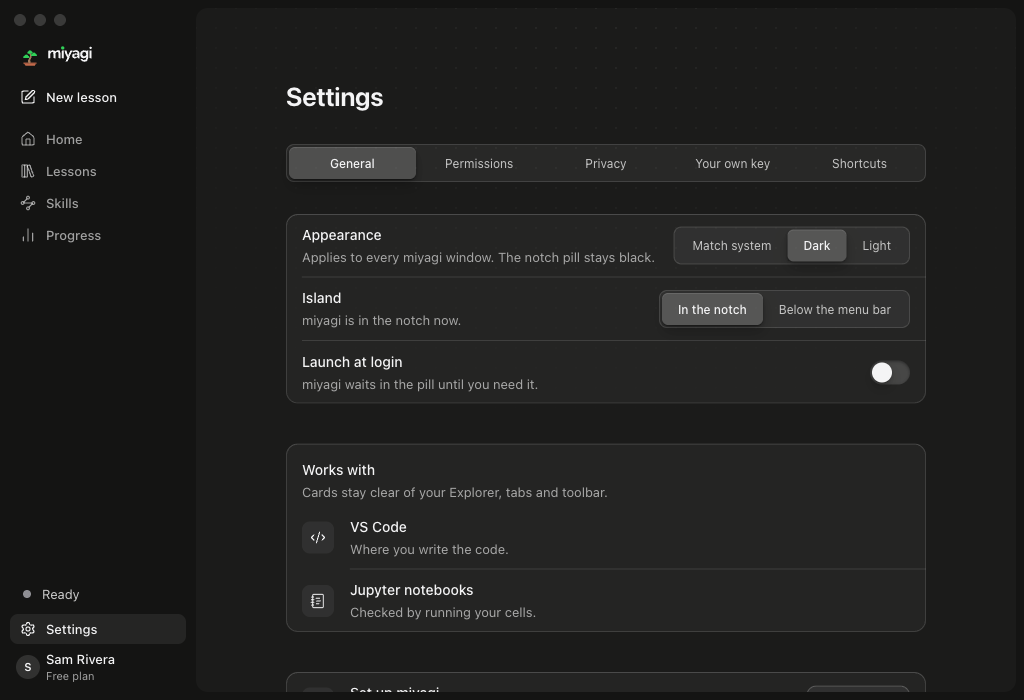 miyagi
New lesson
Home
Lessons
Skills
Progress
Ready
Settings
S
Sam Rivera
Free plan
Settings
General
Permissions
Privacy
Your own key
Shortcuts
Appearance
Applies to every miyagi window. The notch pill stays black.
Match system
Dark
Light
Island
miyagi is in the notch now.
In the notch
Below the menu bar
Launch at login
miyagi waits in the pill until you need it.
Works with
Cards stay clear of your Explorer, tabs and toolbar.
VS Code
Where you write the code.
Jupyter notebooks
Checked by running your cells.
Set up miyagi